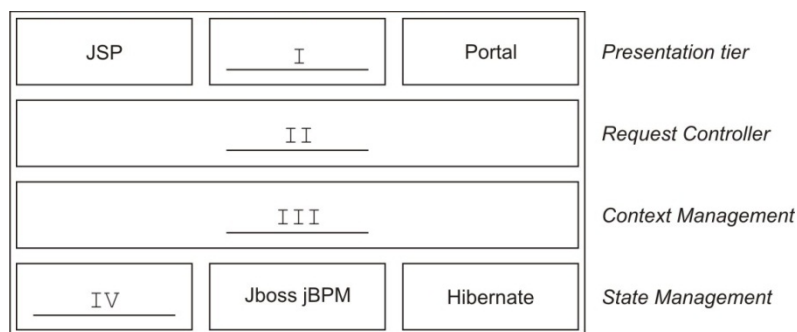 JSP
I
Portal
Presentation tier
II
Request Controller
III
Context Management
IV
Jboss jBPM
Hibernate
State Management